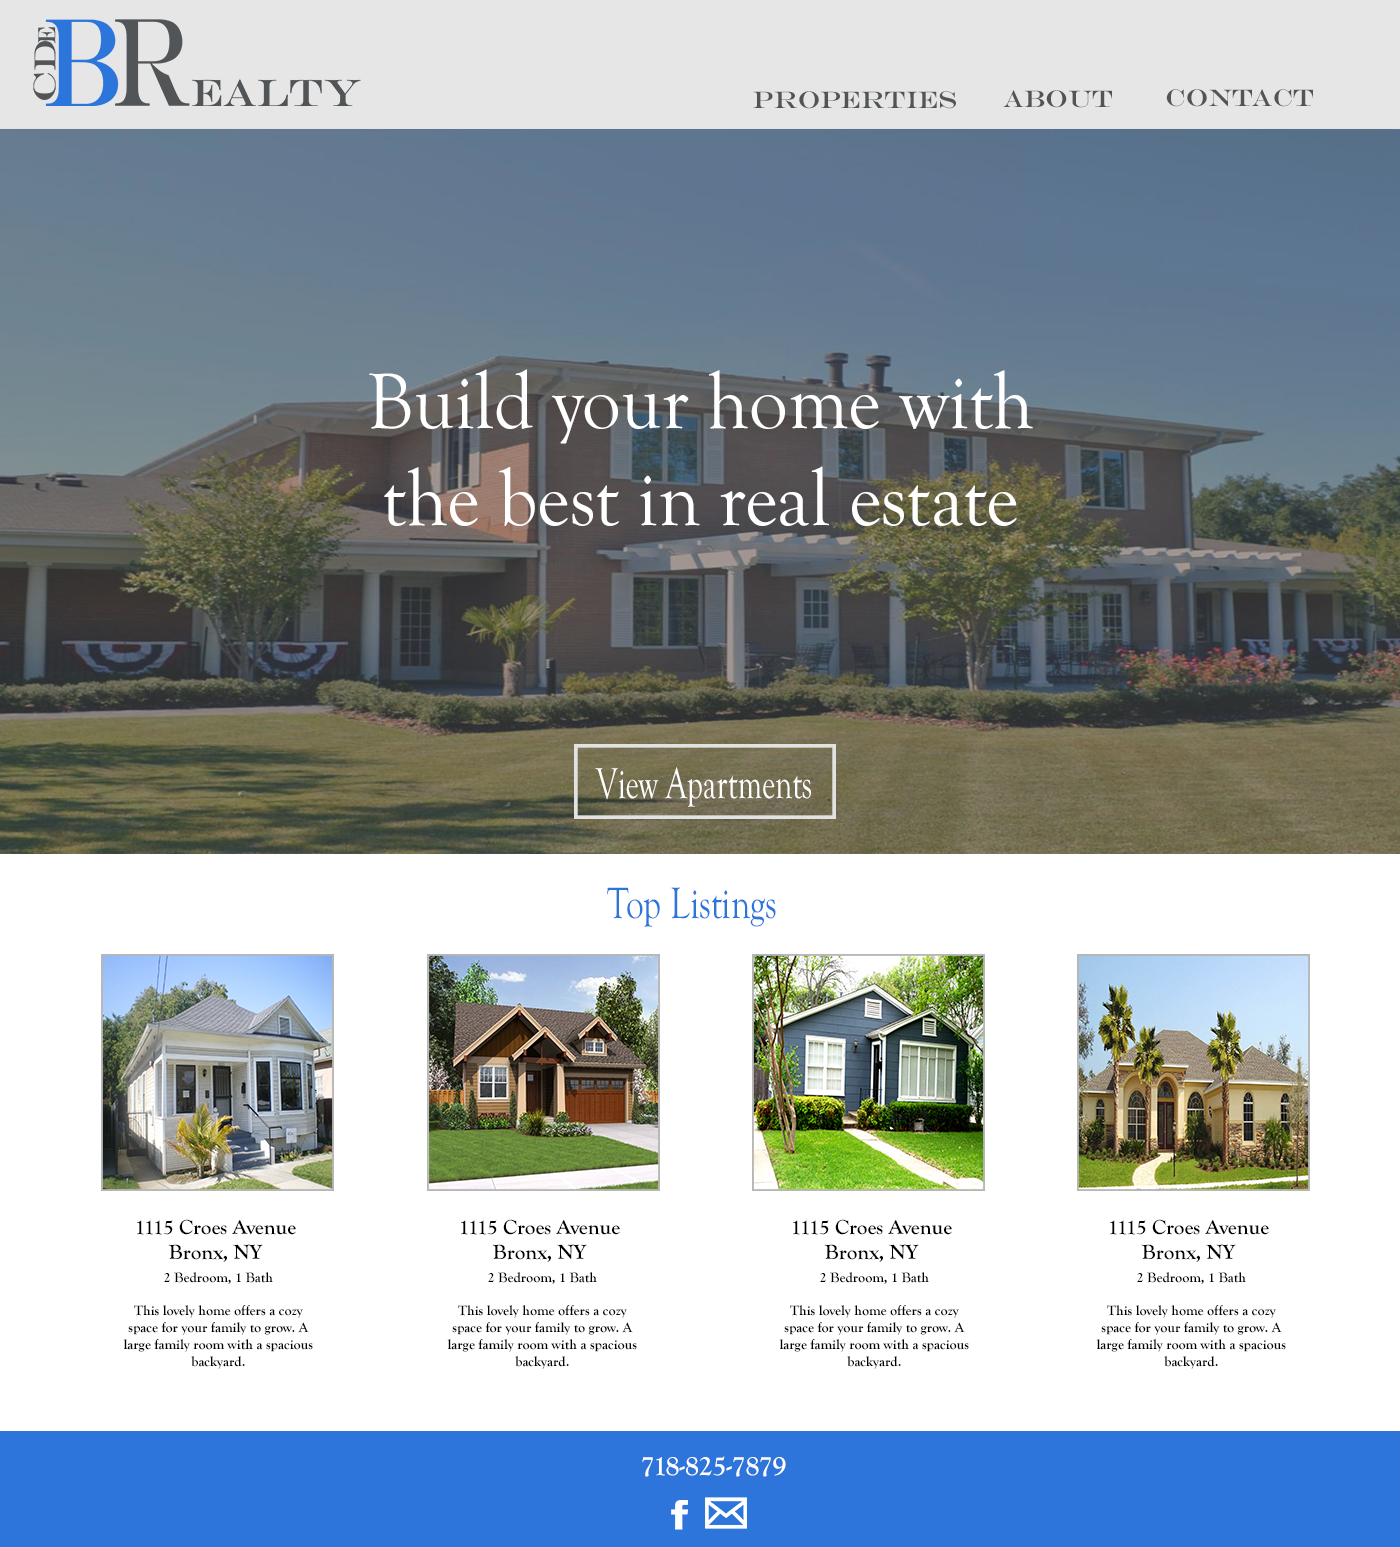 CDE
BREALTY
PROPERTIES ABOUT CONTACT
Build your home with
the best in real estate
View Apartments
Top Listings
1115 Croes Avenue
Bronx, NY
2 Bedroom, 1 Bath
This lovely home offers a cozy
space for your family to grow. A
large family room with a spacious
backyard.
1115 Croes Avenue
Bronx, NY
2 Bedroom, 1 Bath
This lovely home offers a cozy
space for your family to grow. A
large family room with a spacious
backyard.
1115 Croes Avenue
Bronx, NY
2 Bedroom, 1 Bath
This lovely home offers a cozy
space for your family to grow. A
large family room with a spacious
backyard.
1115 Croes Avenue
Bronx, NY
2 Bedroom, 1 Bath
This lovely home offers a cozy
space for your family to grow. A
large family room with a spacious
backyard.
718-825-7879
f